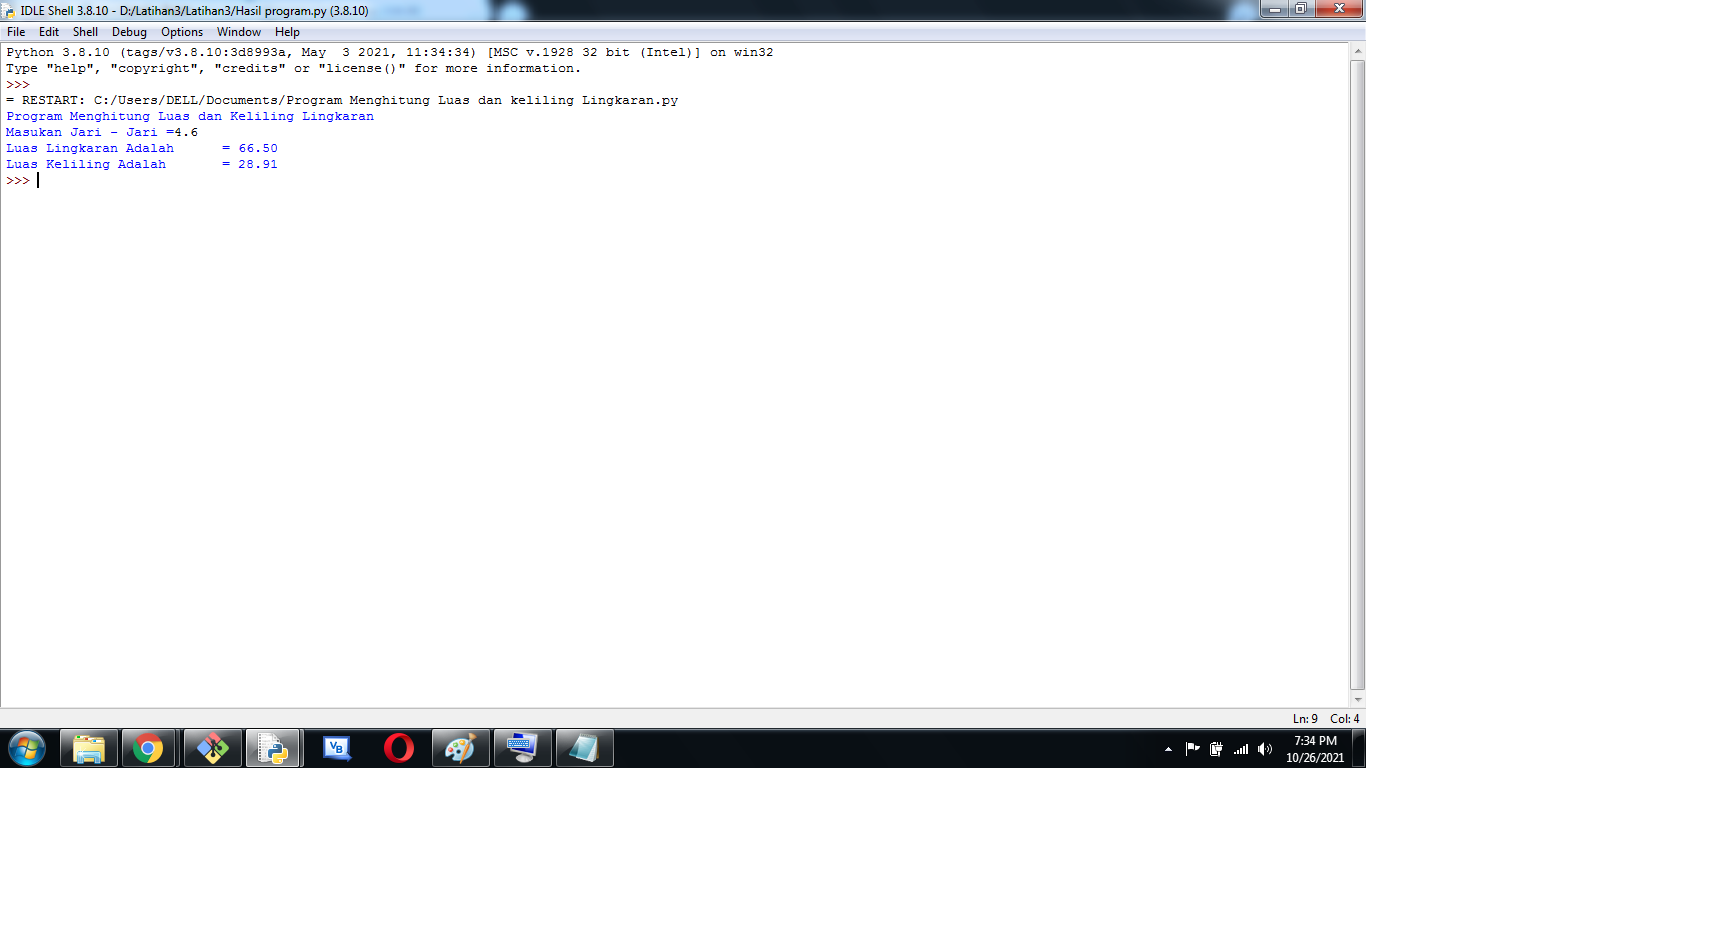 IDLE Shell 3.8.10 - D:/Latihan3/Latihan3/Hasil program.py (3.8.10)
File Edit Shell Debug Options Window Help
Python 3.8.10 (tags/v3.8.10:3d8993a, May  3 2021, 11:34:34) [MSC v.1928 32 bit (Intel)] on win32
Type "help", "copyright", "credits" or "license()" for more information.
>>>
= RESTART: C:/Users/DELL/Documents/Program Menghitung Luas dan keliling Lingkaran.py
Program Menghitung Luas dan Keliling Lingkaran
Masukan Jari - Jari =4.6
Luas Lingkaran Adalah      = 66.50
Luas Keliling Adalah       = 28.91
>>>
Ln: 9 Col: 4
VB
7:34 PM
10/26/2021